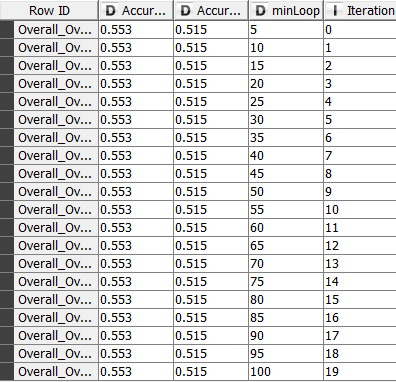 Row ID D Accur... D Accur... D minLoop I Iteration
Overall_Ov... 0.553 0.515 5 0
Overall_Ov... 0.553 0.515 10 1
Overall_Ov... 0.553 0.515 15 2
Overall_Ov... 0.553 0.515 20 3
Overall_Ov... 0.553 0.515 25 4
Overall_Ov... 0.553 0.515 30 5
Overall_Ov... 0.553 0.515 35 6
Overall_Ov... 0.553 0.515 40 7
Overall_Ov... 0.553 0.515 45 8
Overall_Ov... 0.553 0.515 50 9
Overall_Ov... 0.553 0.515 55 10
Overall_Ov... 0.553 0.515 60 11
Overall_Ov... 0.553 0.515 65 12
Overall_Ov... 0.553 0.515 70 13
Overall_Ov... 0.553 0.515 75 14
Overall_Ov... 0.553 0.515 80 15
Overall_Ov... 0.553 0.515 85 16
Overall_Ov... 0.553 0.515 90 17
Overall_Ov... 0.553 0.515 95 18
Overall_Ov... 0.553 0.515 100 19